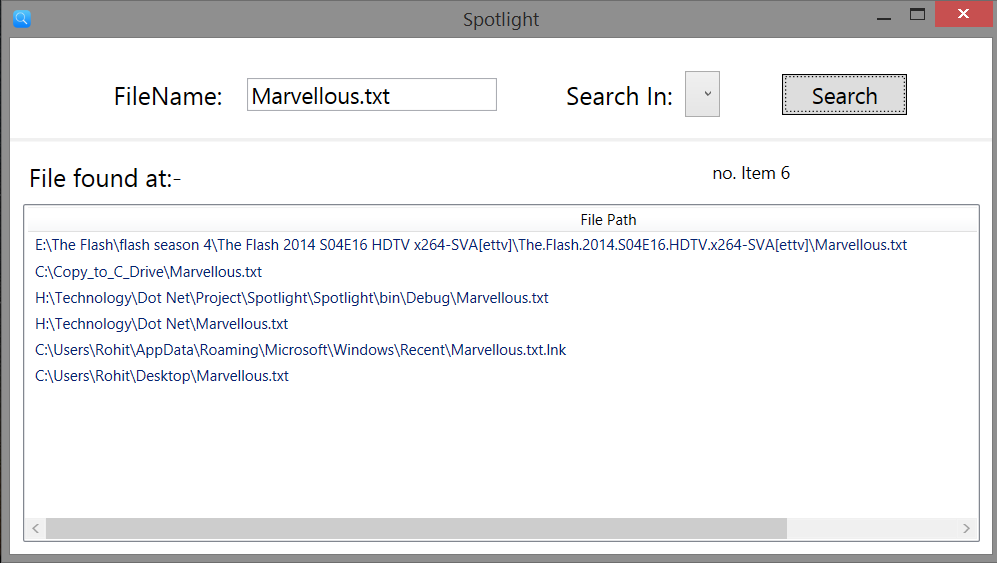 Spotlight
FileName: Marvellous.txt Search In: Search
File found at:-
no. Item 6
File Path
E:\The Flash\flash season 4\The Flash 2014 S04E16 HDTV x264-SVA[ettv]\The.Flash.2014.S04E16.HDTV.x264-SVA[ettv]\Marvellous.txt
C:\Copy_to_C_Drive\Marvellous.txt
H:\Technology\Dot Net\Project\Spotlight\Spotlight\bin\Debug\Marvellous.txt
H:\Technology\Dot Net\Marvellous.txt
C:\Users\Rohit\AppData\Roaming\Microsoft\Windows\Recent\Marvellous.txt.lnk
C:\Users\Rohit\Desktop\Marvellous.txt